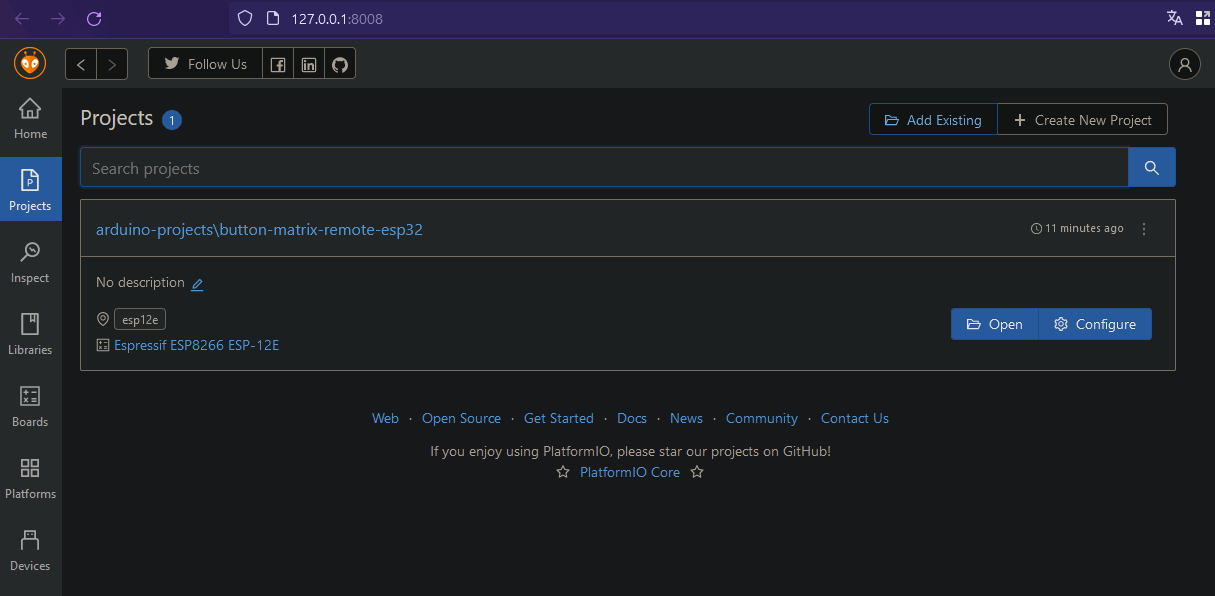 127.0.0.1:8008
Follow Us
Home
Projects 1
Add Existing
Create New Project
Search projects
Projects
arduino-projects\button-matrix-remote-esp32
11 minutes ago
Inspect
No description
esp12e
Open
Configure
Libraries
Espressif ESP8266 ESP-12E
Boards
Web · Open Source · Get Started · Docs · News · Community · Contact Us
If you enjoy using PlatformIO, please star our projects on GitHub!
PlatformIO Core
Platforms
Devices